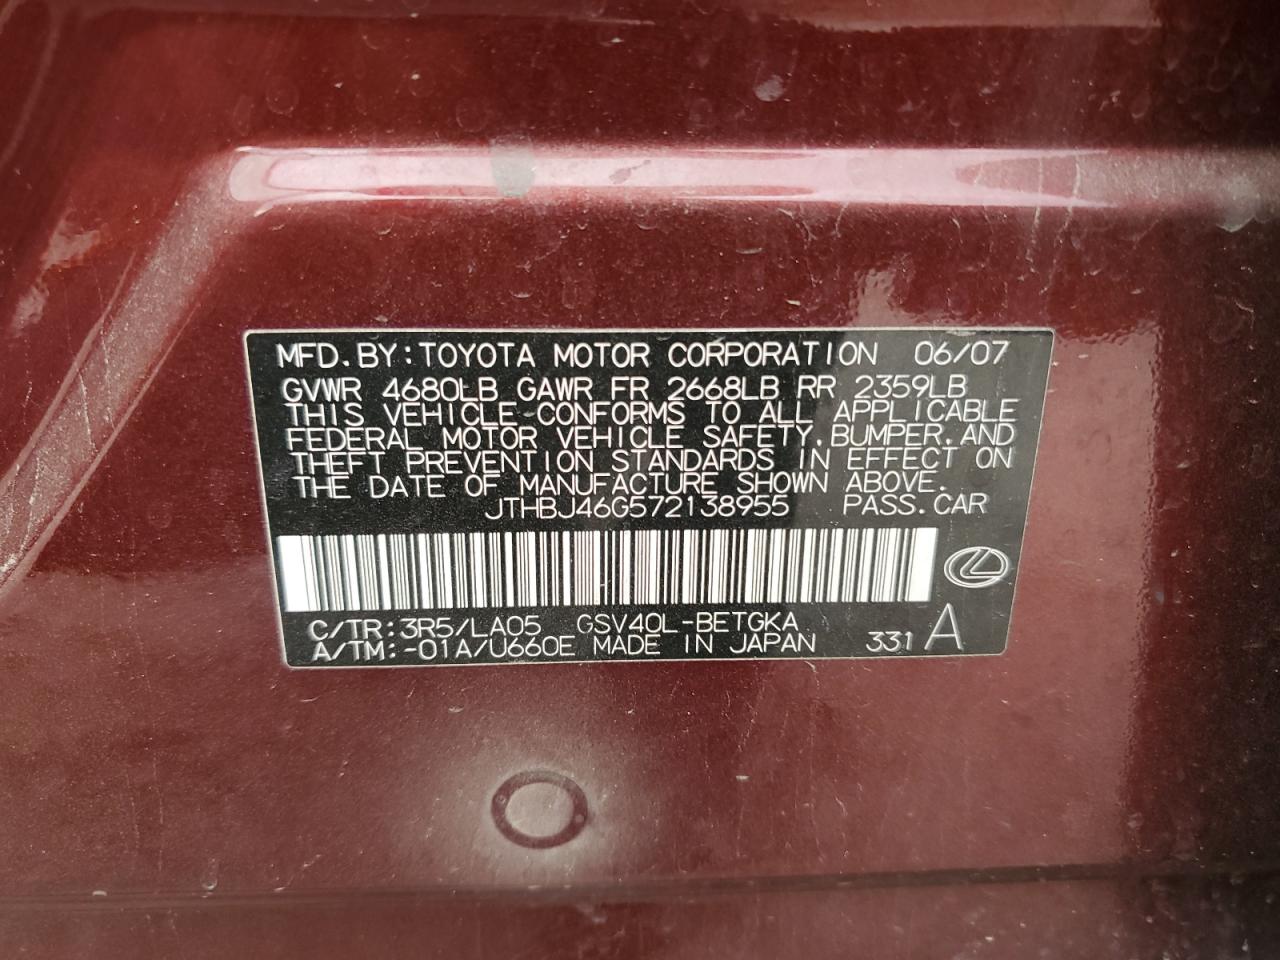 MFD.BY:TOYOTA MOTOR CORPORATION 06/07
GVWR 4680LB GAWR FR 2668LB RR 2359LB
THIS VEHICLE CONFORMS TO ALL APPLICABLE
FEDERAL MOTOR VEHICLE SAFETY,BUMPER,AND
THEFT PREVENTION STANDARDS IN EFFECT ON
THE DATE OF MANUFACTURE SHOWN ABOVE.
JTHBJ46G572138955 PASS.CAR
C/TR:3R5/LA05 GSV40L-BETGKA
A/TM:-01A/U660E MADE IN JAPAN 331 A